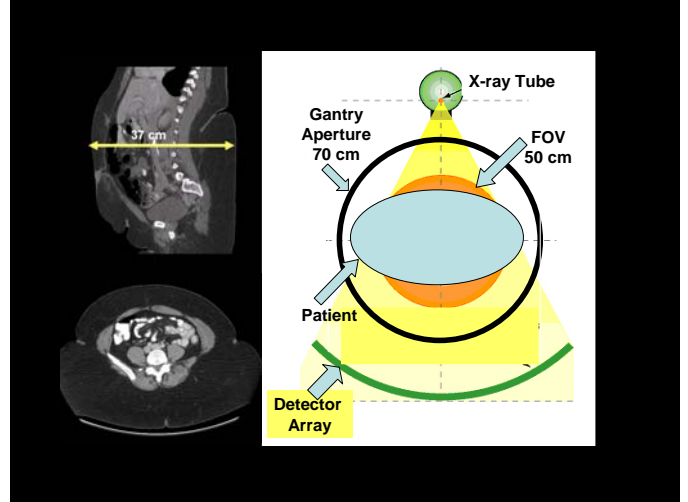 37 cm
X-ray Tube
Gantry
Aperture
70 cm
FOV
50 cm
Patient
Detector
Array